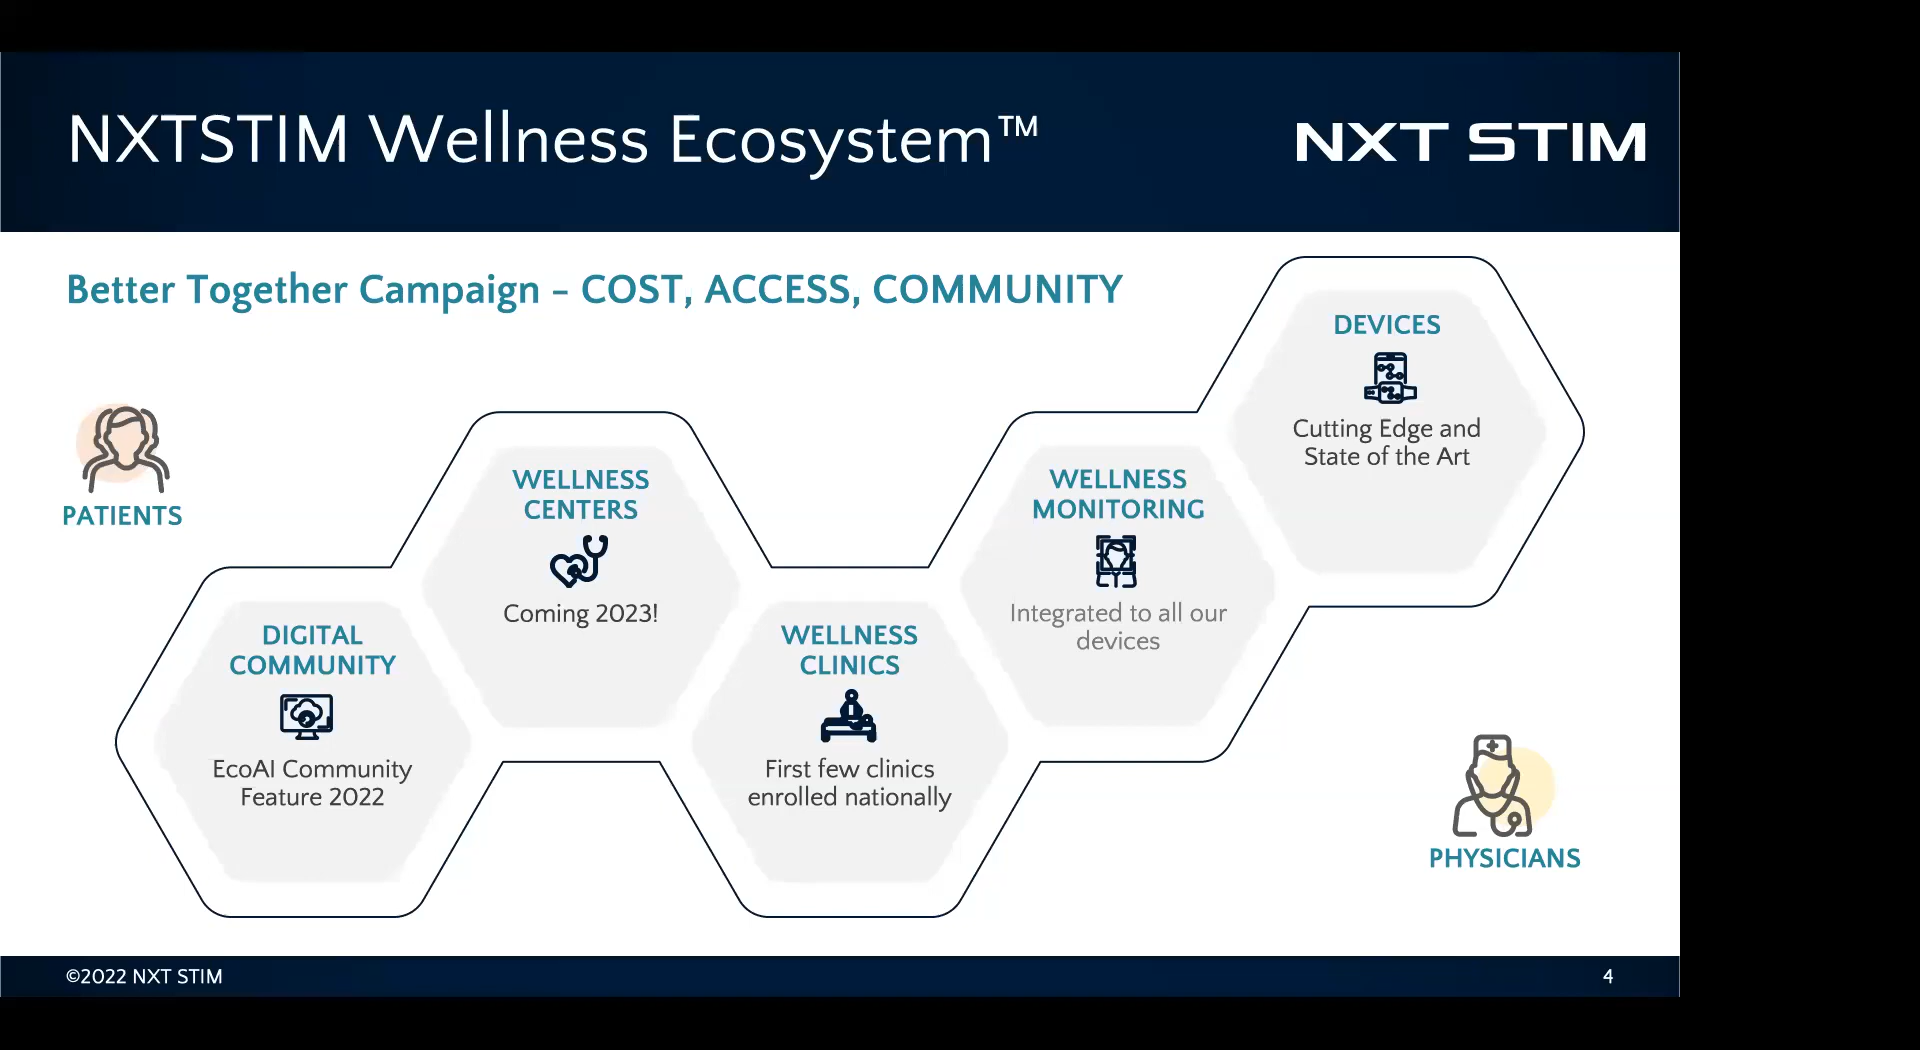 NXTSTIM Wellness Ecosystem™
NXT STIM
Better Together Campaign – COST, ACCESS, COMMUNITY
PATIENTS
DIGITAL
COMMUNITY
EcoAI Community
Feature 2022
WELLNESS
CENTERS
Coming 2023!
WELLNESS
CLINICS
First few clinics
enrolled nationally
WELLNESS
MONITORING
Integrated to all our
devices
DEVICES
Cutting Edge and
State of the Art
PHYSICIANS
©2022 NXT STIM
4